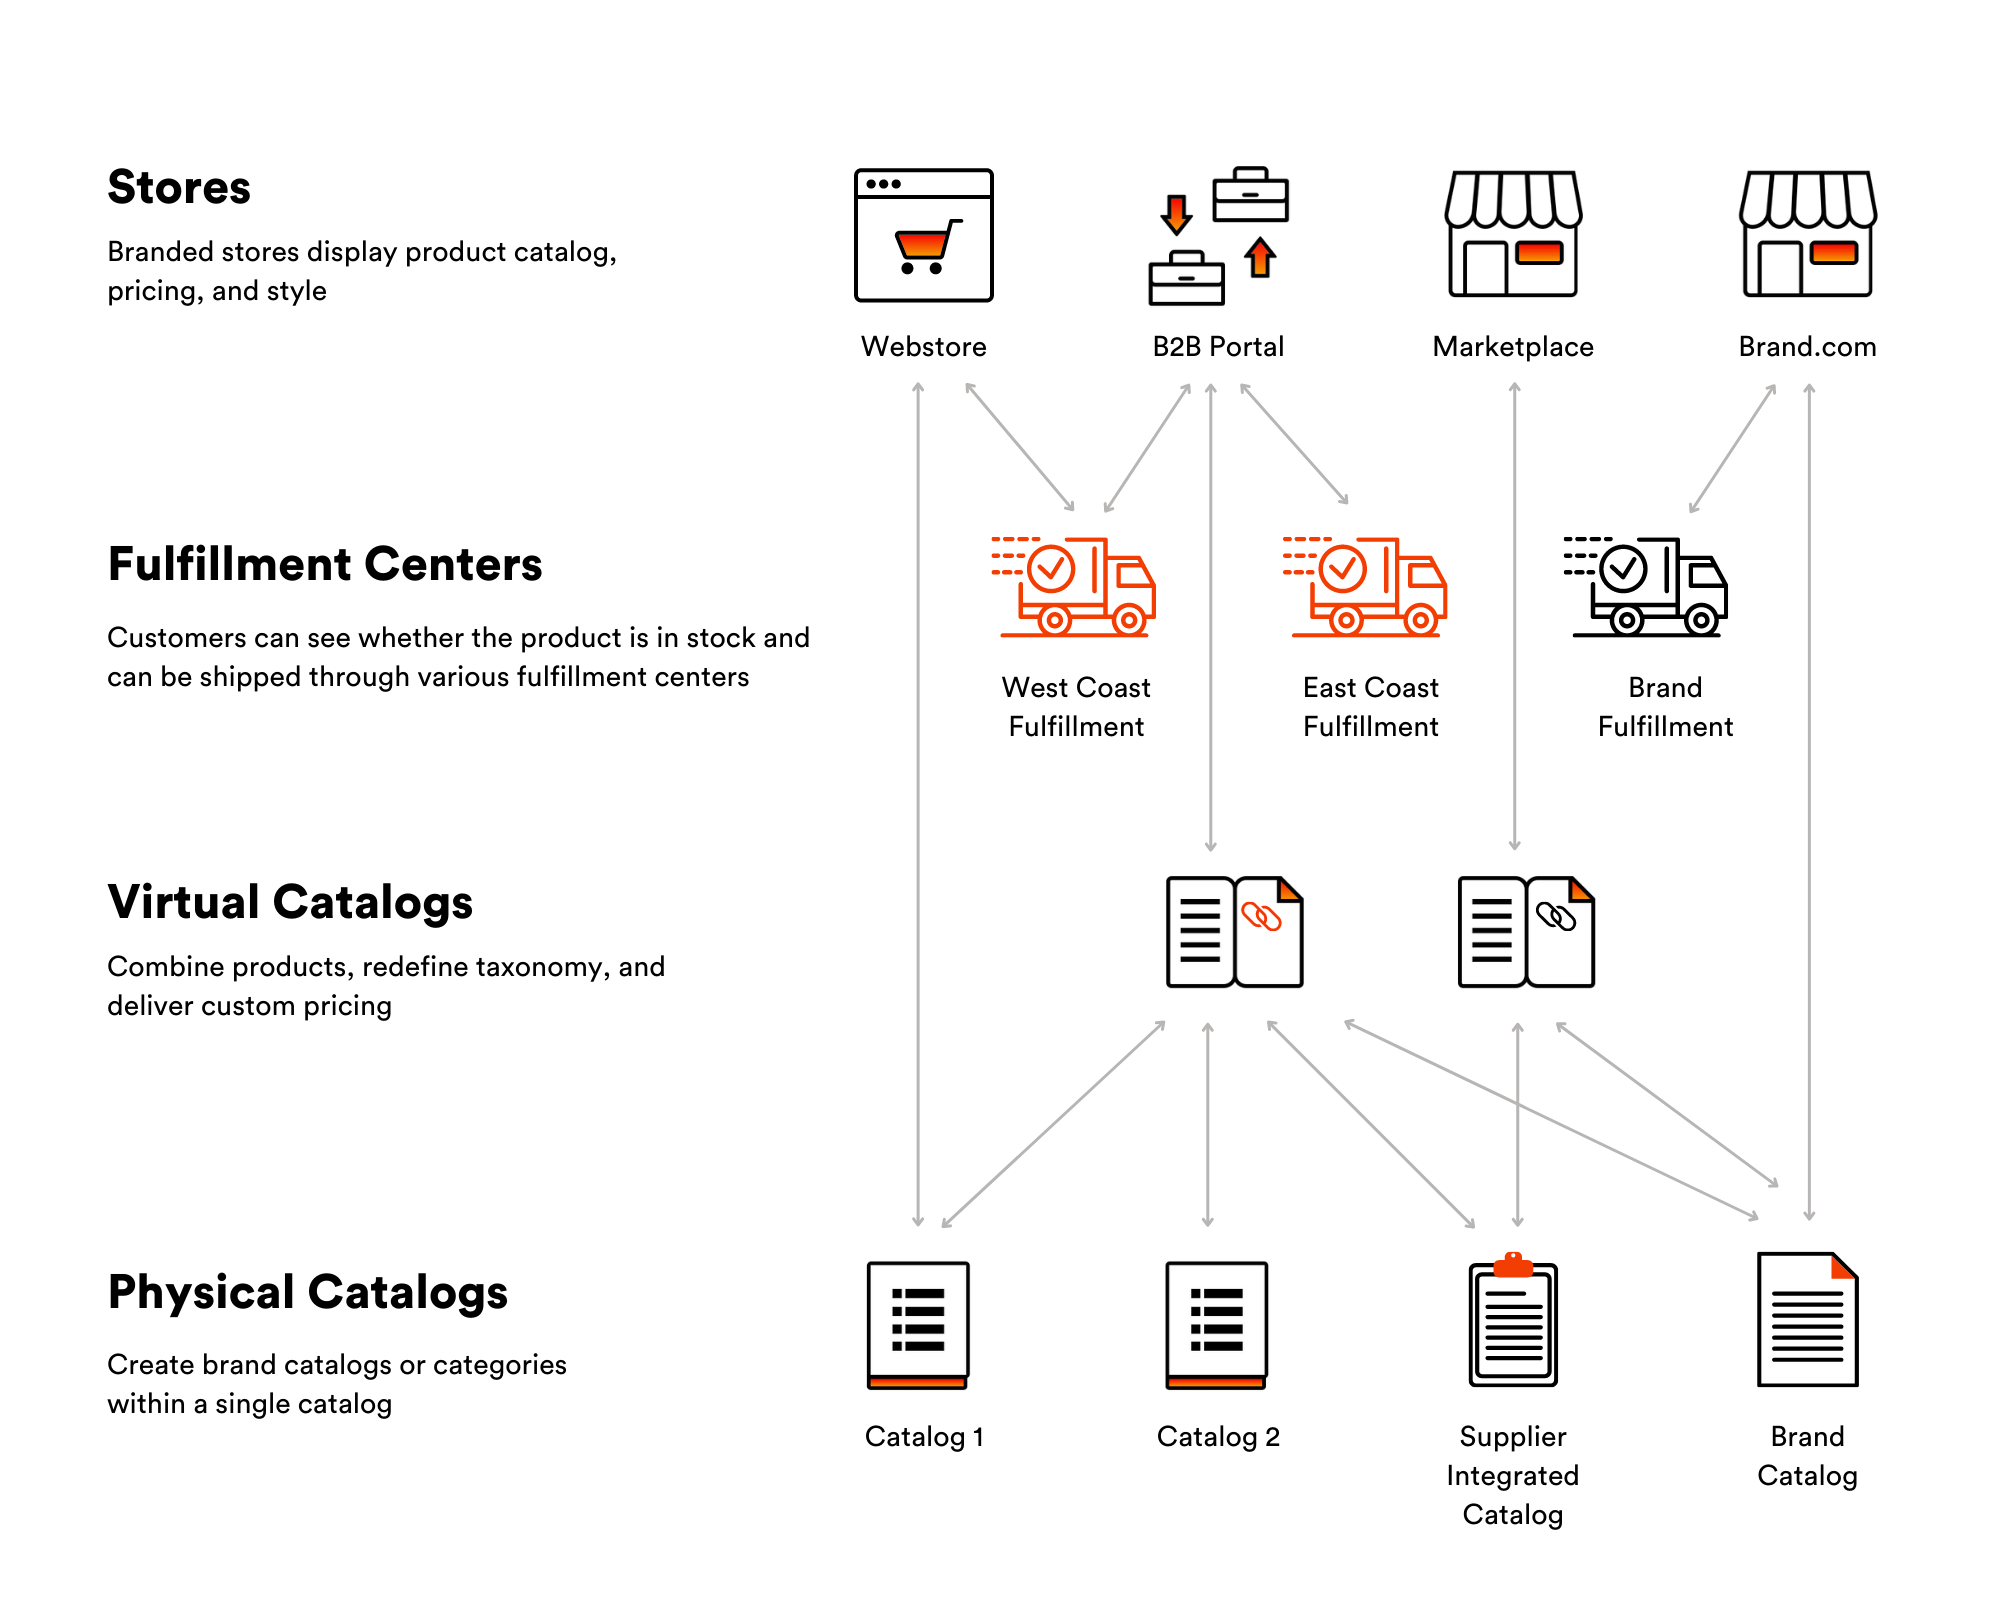 Stores
Branded stores display product catalog,
pricing, and style
Webstore
B2B Portal
Marketplace
Brand.com
Fulfillment Centers
Customers can see whether the product is in stock and
can be shipped through various fulfillment centers
West Coast
Fulfillment
East Coast
Fulfillment
Brand
Fulfillment
Virtual Catalogs
Combine products, redefine taxonomy, and
deliver custom pricing
Physical Catalogs
Create brand catalogs or categories
within a single catalog
Catalog 1
Catalog 2
Supplier
Integrated
Catalog
Brand
Catalog